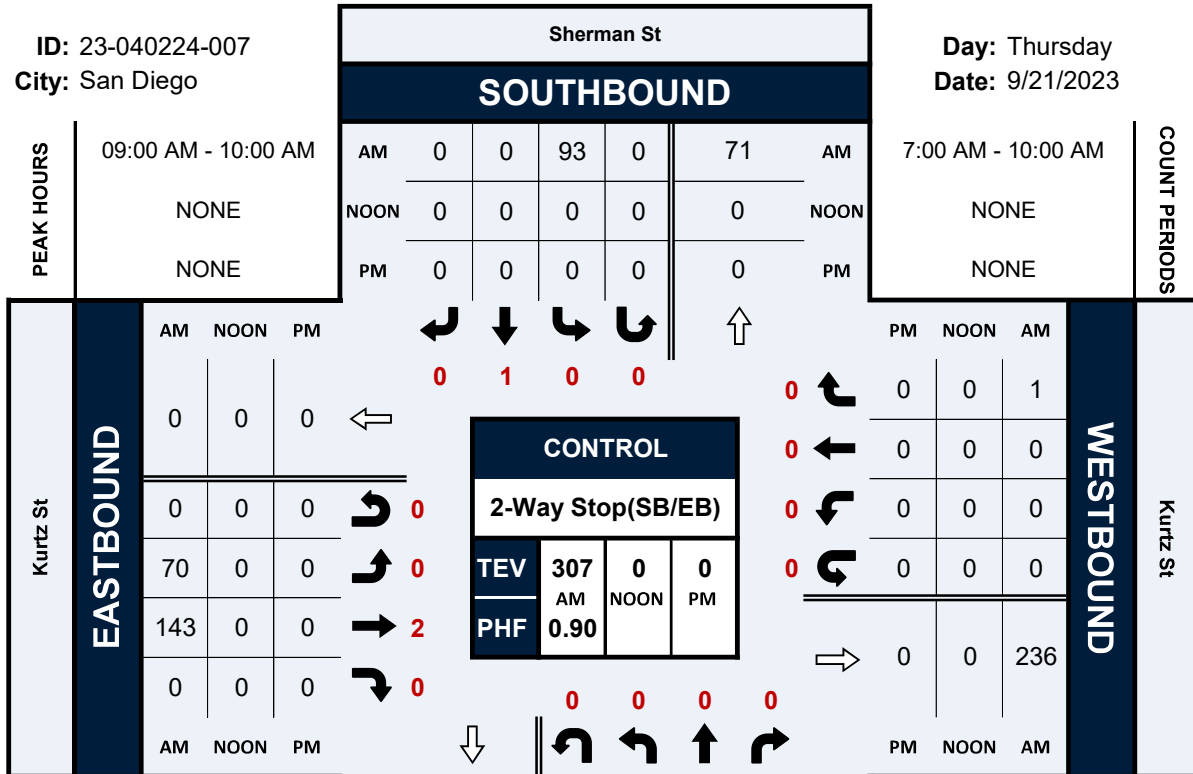 Sherman St
ID: 23-040224-007
Day: Thursday
City: San Diego
Date: 9/21/2023
SOUTHBOUND
PEAK HOURS
09:00 AM - 10:00 AM
AM 0 0 93 0 71 AM
7:00 AM - 10:00 AM
COUNT PERIODS
NONE
NOON 0 0 0 0 0 NOON
NONE
NONE
PM 0 0 0 0 0 PM
NONE
AM NOON PM
PM NOON AM
0 1 0 0
0 0 0 1
0 0 0
0 0 0 0
Kurtz St
EASTBOUND
CONTROL
WESTBOUND
Kurtz St
0 0 0 0
2-Way Stop(SB/EB)
0 0 0 0
70 0 0 0
TEV 307 0 0
AM NOON PM
0 0 0 0
143 0 0 2
PHF 0.90
0 0 236
0 0 0 0
0 0 0 0
AM NOON PM
PM NOON AM